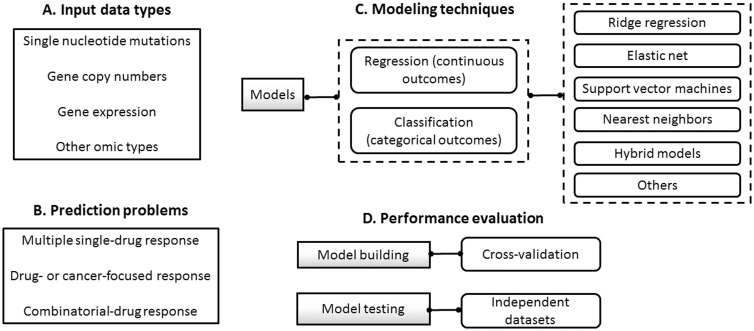 A. Input data types
Single nucleotide mutations
Gene copy numbers
Gene expression
Other omic types
B. Prediction problems
Multiple single-drug response
Drug- or cancer-focused response
Combinatorial-drug response
C. Modeling techniques
Models
Regression (continuous
outcomes)
Classification
(categorical outcomes)
Ridge regression
Elastic net
Support vector machines
Nearest neighbors
Hybrid models
Others
D. Performance evaluation
Model building
Cross-validation
Model testing
Independent
datasets